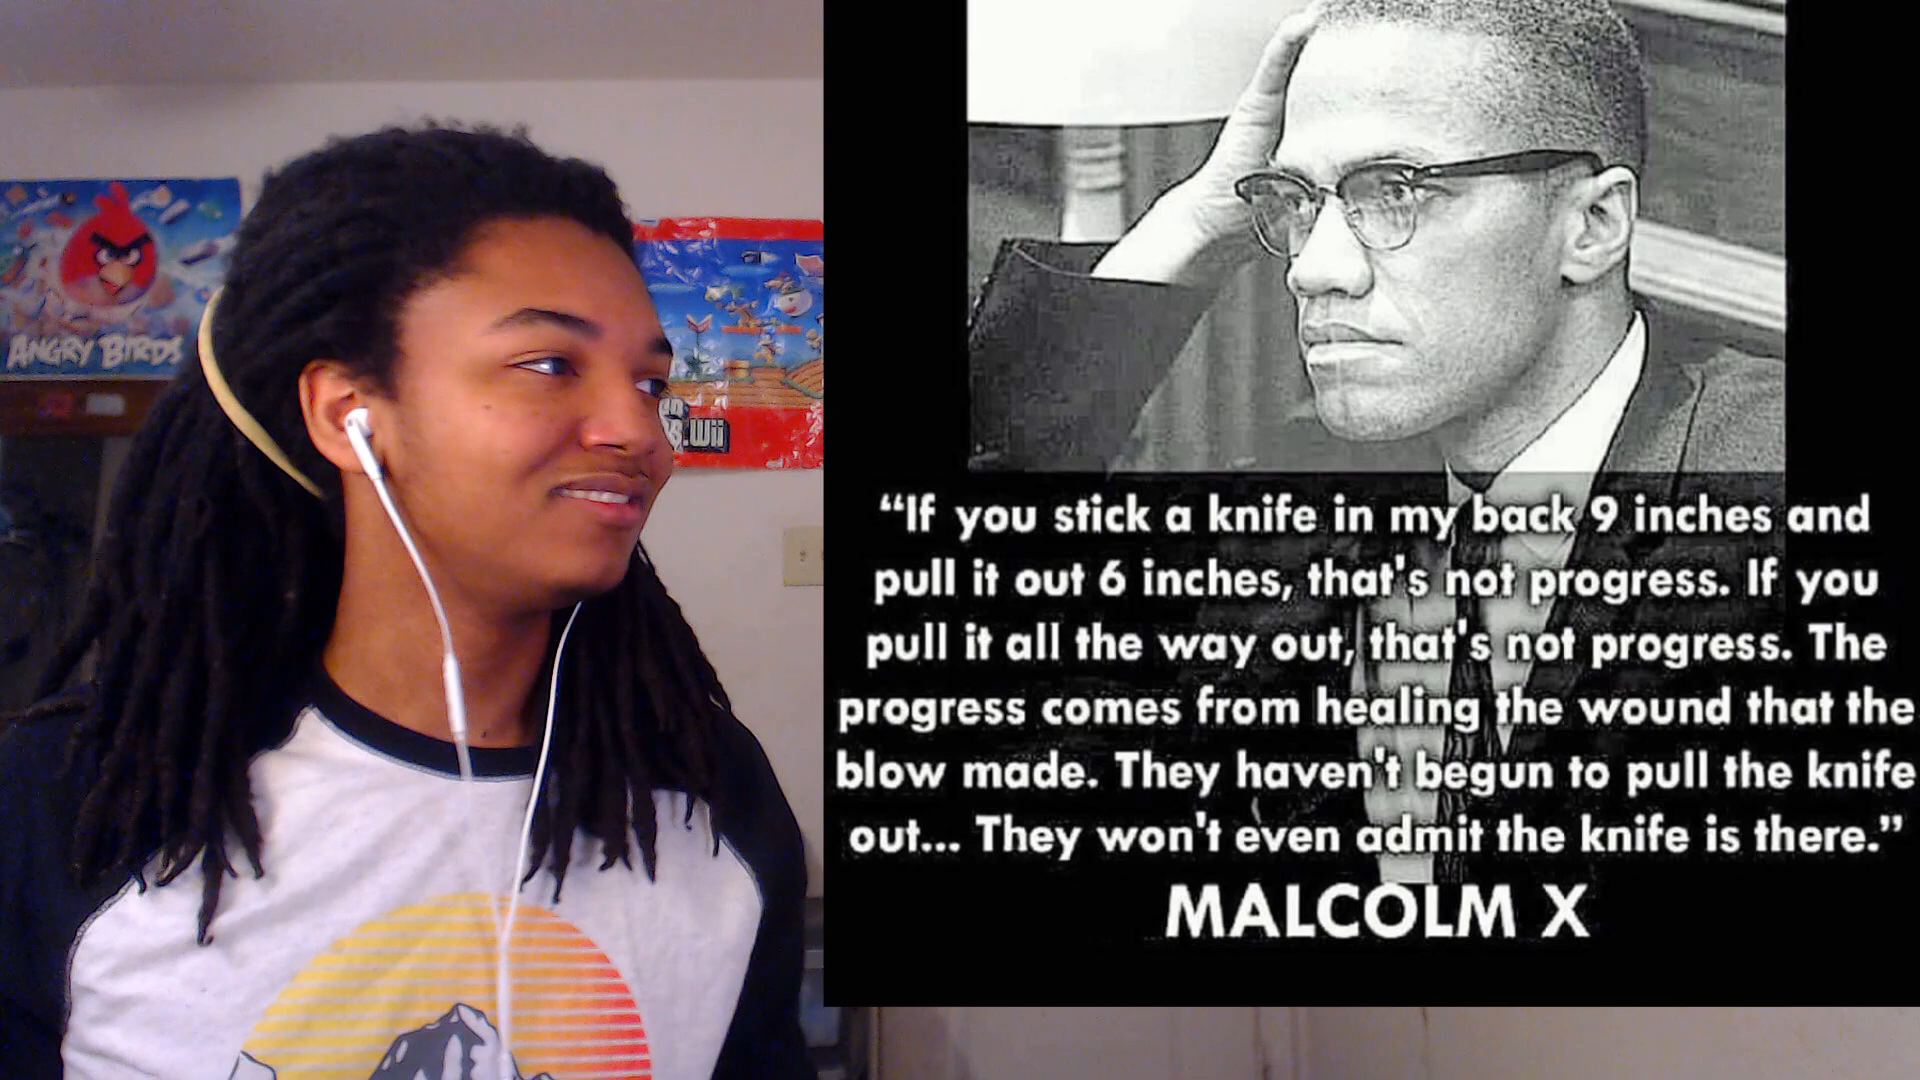 ANGRY BIRDS
Wii
“If you stick a knife in my back 9 inches and
pull it out 6 inches, that's not progress. If you
pull it all the way out, that's not progress. The
progress comes from healing the wound that the
blow made. They haven't begun to pull the knife
out... They won't even admit the knife is there.”
MALCOLM X